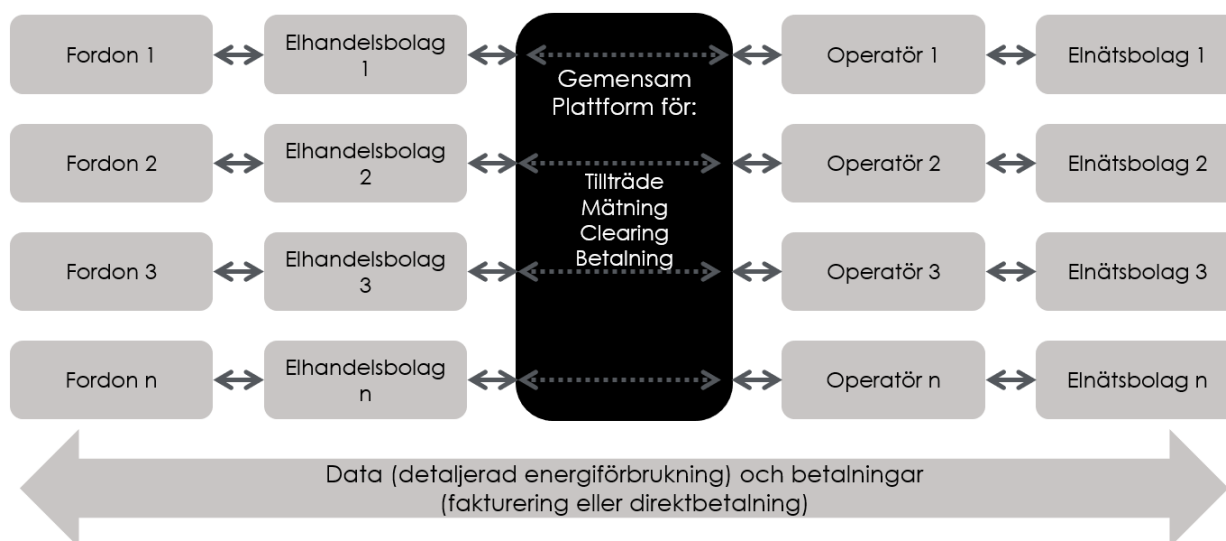 Fordon 1
Elhandelsbolag
1
Gemensam
Plattform för:
Operatör 1
Elnätsbolag 1
Fordon 2
Elhandelsbolag
2
Operatör 2
Elnätsbolag 2
Tillträde
Mätning
Clearing
Betalning
Fordon 3
Elhandelsbolag
3
Operatör 3
Elnätsbolag 3
Fordon n
Elhandelsbolag
n
Operatör n
Elnätsbolag n
Data (detaljerad energiförbrukning) och betalningar
(fakturering eller direktbetalning)